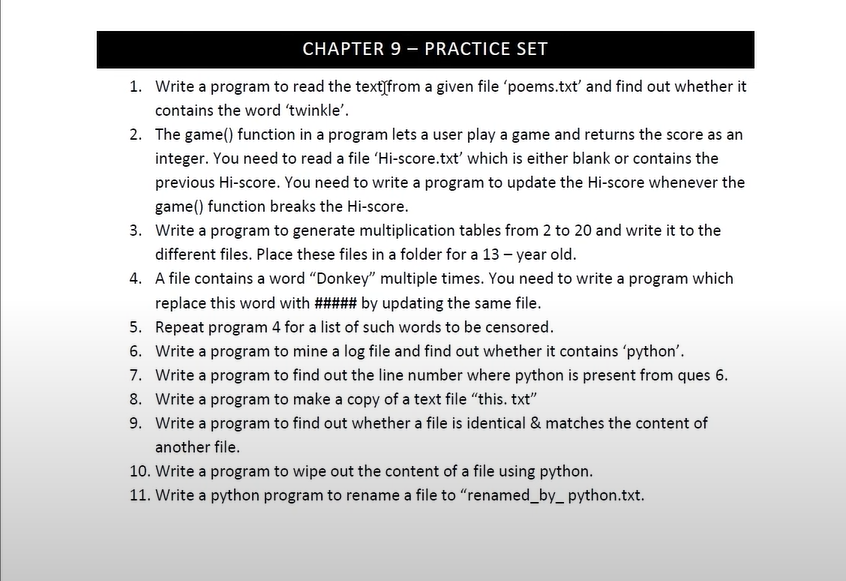 CHAPTER 9 – PRACTICE SET
1. Write a program to read the text from a given file ‘poems.txt’ and find out whether it
contains the word ‘twinkle’.
2. The game() function in a program lets a user play a game and returns the score as an
integer. You need to read a file ‘Hi-score.txt’ which is either blank or contains the
previous Hi-score. You need to write a program to update the Hi-score whenever the
game() function breaks the Hi-score.
3. Write a program to generate multiplication tables from 2 to 20 and write it to the
different files. Place these files in a folder for a 13 – year old.
4. A file contains a word “Donkey” multiple times. You need to write a program which
replace this word with ##### by updating the same file.
5. Repeat program 4 for a list of such words to be censored.
6. Write a program to mine a log file and find out whether it contains ‘python’.
7. Write a program to find out the line number where python is present from ques 6.
8. Write a program to make a copy of a text file “this. txt”
9. Write a program to find out whether a file is identical & matches the content of
another file.
10. Write a program to wipe out the content of a file using python.
11. Write a python program to rename a file to “renamed_by_ python.txt.